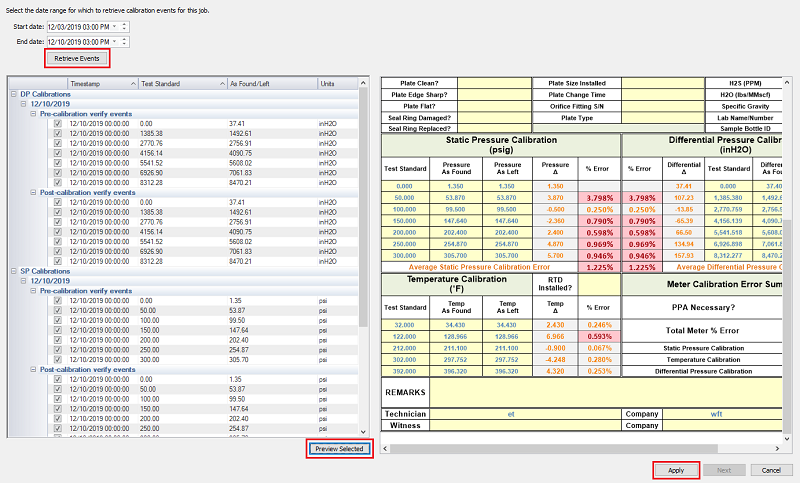 Select the date range for which to retrieve calibration events for this job.
Start date: 12/03/2019 03:00 PM
End date: 12/10/2019 03:00 PM
Retrieve Events
Timestamp Test Standard As Found/Left Units
DP Calibrations
12/10/2019
Pre-calibration verify events
12/10/2019 00:00:00 0.00 37.41 inH2O
12/10/2019 00:00:00 1385.38 1492.61 inH2O
12/10/2019 00:00:00 2770.76 2756.91 inH2O
12/10/2019 00:00:00 4156.14 4090.75 inH2O
12/10/2019 00:00:00 5541.52 5608.02 inH2O
12/10/2019 00:00:00 6926.90 7061.83 inH2O
12/10/2019 00:00:00 8312.28 8470.21 inH2O
Post-calibration verify events
12/10/2019 00:00:00 0.00 37.41 inH2O
12/10/2019 00:00:00 1385.38 1492.61 inH2O
12/10/2019 00:00:00 2770.76 2756.91 inH2O
12/10/2019 00:00:00 4156.14 4090.75 inH2O
12/10/2019 00:00:00 5541.52 5608.02 inH2O
12/10/2019 00:00:00 6926.90 7061.83 inH2O
12/10/2019 00:00:00 8312.28 8470.21 inH2O
SP Calibrations
12/10/2019
Pre-calibration verify events
12/10/2019 00:00:00 0.00 1.35 psi
12/10/2019 00:00:00 50.00 53.87 psi
12/10/2019 00:00:00 100.00 99.50 psi
12/10/2019 00:00:00 150.00 147.64 psi
12/10/2019 00:00:00 200.00 202.40 psi
12/10/2019 00:00:00 250.00 254.87 psi
12/10/2019 00:00:00 300.00 305.70 psi
Post-calibration verify events
12/10/2019 00:00:00 0.00 1.35 psi
12/10/2019 00:00:00 50.00 53.87 psi
12/10/2019 00:00:00 100.00 99.50 psi
12/10/2019 00:00:00 150.00 147.64 psi
12/10/2019 00:00:00 200.00 202.40 psi
12/10/2019 00:00:00 250.00 254.87 psi
Preview Selected
Plate Clean? Plate Size Installed H2S (PPM)
Plate Edge Sharp? Plate Change Time H2O (lbs/MMscf)
Plate Flat? Orifice Fitting S/N Specific Gravity
Seal Ring Damaged? Plate Type Lab Name/Number
Seal Ring Replaced? Sample Bottle ID
Static Pressure Calibration Differential Pressure Calibr
(psig) (inH2O)
Test Standard Pressure As Found Pressure As Left Pressure Δ % Error % Error Differential Δ Test Standard Differe As Fou
0.000 1.350 1.350 1.350 37.41 0.000 37.40
50.000 53.870 53.870 3.870 3.798% 3.798% 107.23 1,385.380 1,492.6
100.000 99.500 99.500 -0.500 0.250% 0.250% -13.85 2,770.759 2,756.9
150.000 147.640 147.640 -2.360 0.790% 0.790% -65.39 4,156.139 4,090.7
200.000 202.400 202.400 2.400 0.598% 0.598% 66.50 5,541.518 5,608.0
250.000 254.870 254.870 4.870 0.969% 0.969% 134.94 6,926.898 7,061.8
300.000 305.700 305.700 5.700 0.946% 0.946% 157.93 8,312.277 8,470.2
Average Static Pressure Calibration Error 1.225% 1.225% Average Differential Pressure C
Temperature Calibration RTD Meter Calibration Error Sum
(°F) Installed?
Test Standard Temp As Found Temp As Left Temp Δ % Error PPA Necessary?
32.000 34.430 34.430 2.430 0.246%
122.000 128.966 128.966 6.966 0.593% Total Meter % Error
212.000 211.100 211.100 -0.900 0.067% Static Pressure Calibration
302.000 297.752 297.752 -4.248 0.280% Temperature Calibration
392.000 396.320 396.320 4.320 0.253% Differential Pressure Calibration
REMARKS
Technician et Company wft
Witness Company
Apply Next Cancel